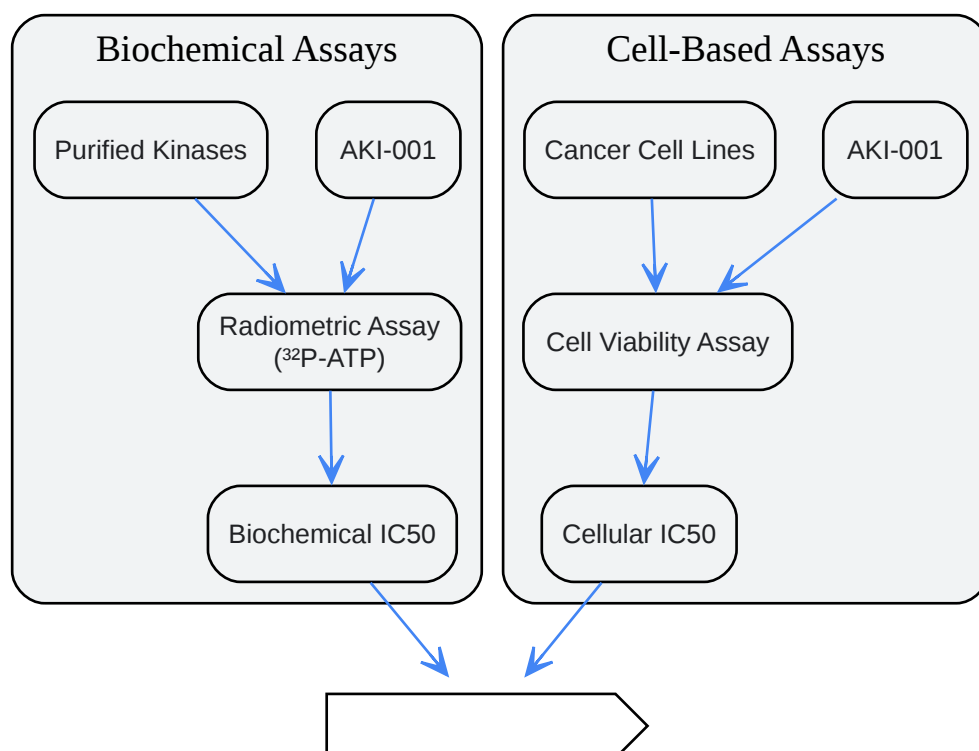 Biochemical Assays
Purified Kinases
AKI-001
Radiometric Assay
(³²P-ATP)
Biochemical IC50
Cell-Based Assays
Cancer Cell Lines
AKI-001
Cell Viability Assay
Cellular IC50